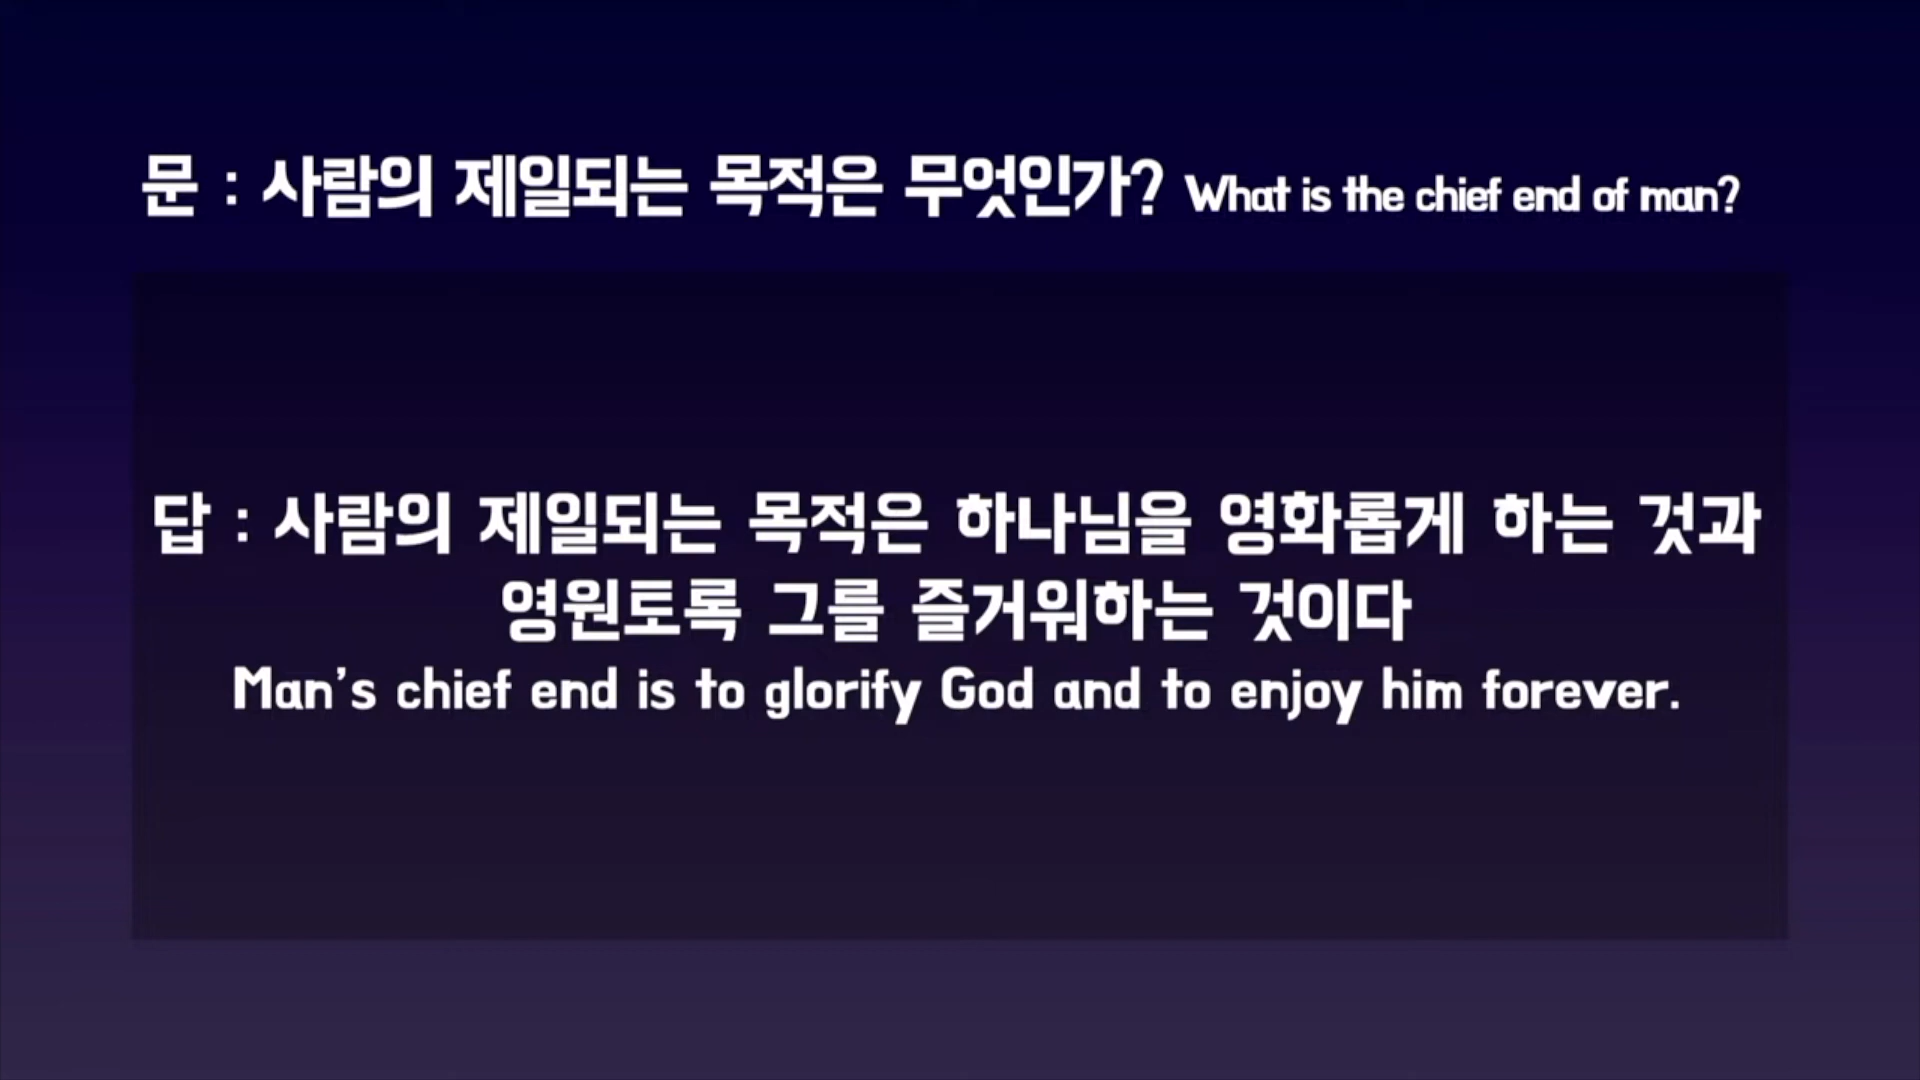 문 : 사람의 제일되는 목적은 무엇인가? What is the chief end of man?
답 : 사람의 제일되는 목적은 하나님을 영화롭게 하는 것과
영원토록 그를 즐거워하는 것이다
Man's chief end is to glorify God and to enjoy him forever.